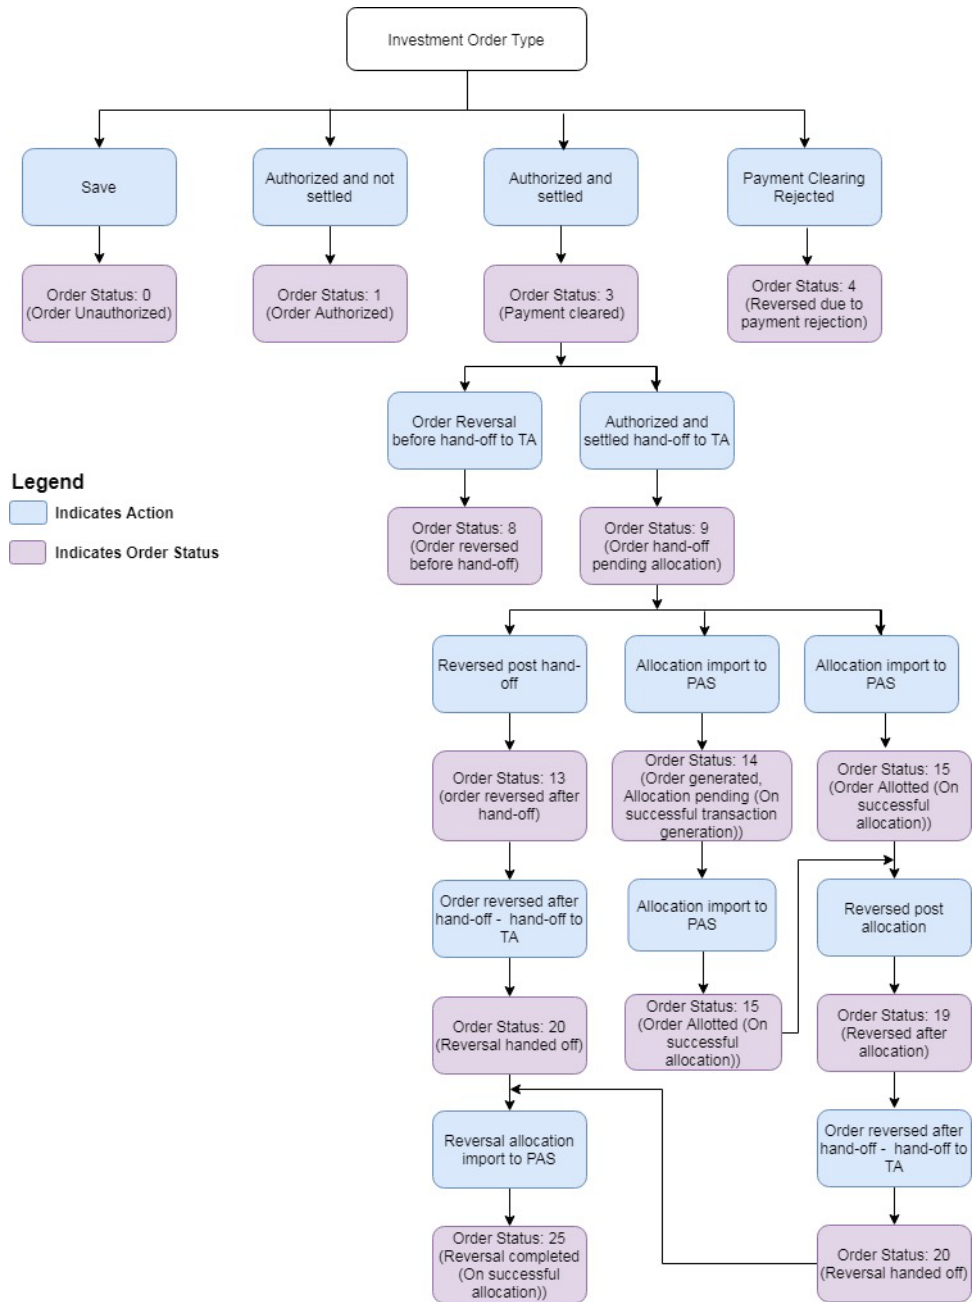 Investment Order Type
Save
Authorized and not
settled
Authorized and
settled
Payment Clearing
Rejected
Order Status: 0
(Order Unauthorized)
Order Status: 1
(Order Authorized)
Order Status: 3
(Payment cleared)
Order Status: 4
(Reversed due to
payment rejection)
Order Reversal
before hand-off to TA
Authorized and
settled hand-off to TA
Legend
Indicates Action
Indicates Order Status
Order Status: 8
(Order reversed
before hand-off)
Order Status: 9
(Order hand-off
pending allocation)
Reversed post hand-
off
Allocation import to
PAS
Allocation import to
PAS
Order Status: 13
(order reversed after
hand-off)
Order Status: 14
(Order generated,
Allocation pending (On
successful transaction
generation))
Order Status: 15
(Order Allotted (On
successful
allocation))
Order reversed after
hand-off - hand-off to
TA
Allocation import to
PAS
Reversed post
allocation
Order Status: 20
(Reversal handed off)
Order Status: 15
(Order Allotted (On
successful
allocation))
Order Status: 19
(Reversed after
allocation)
Reversal allocation
import to PAS
Order reversed after
hand-off - hand-off to
TA
Order Status: 25
(Reversal completed
(On successful
allocation))
Order Status: 20
(Reversal handed off)